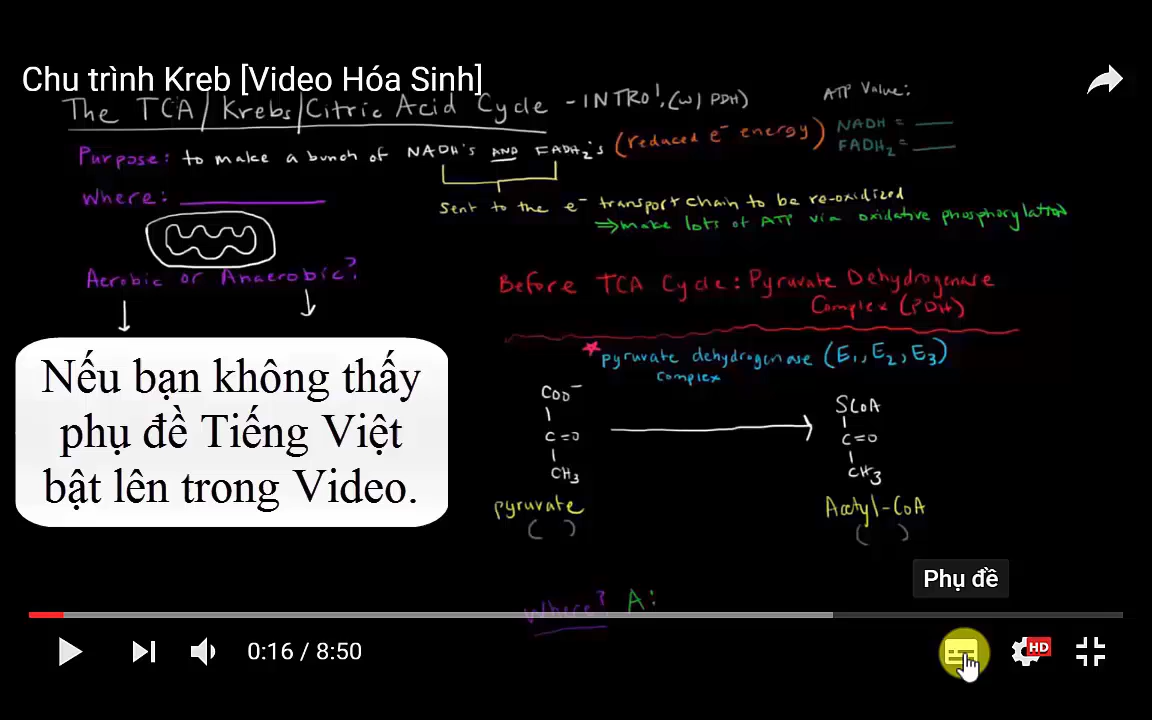 Chu trình Kreb [Video Hóa Sinh]
The TCA/Krebs/Citric Acid Cycle - INTRO! (w/ PDH)
ATP Value:
NADH = ___
FADH2 = ___
Purpose: to make a bunch of NADH's AND FADH2's (reduced e- energy)
Where: ___
Sent to the e- transport chain to be re-oxidized
⇒ make lots of ATP via oxidative phosphorylation
Aerobic or Anaerobic?
Before TCA Cycle: Pyruvate Dehydrogenase
Complex (PDH)
Nếu bạn không thấy
phụ đề Tiếng Việt
bật lên trong Video.
* pyruvate dehydrogenase (E1, E2, E3)
complex
COO-
C=O
CH3
pyruvate
( )
SCoA
C=O
CH3
Acetyl-CoA
( )
Phụ đề
Where? A:
0:16 / 8:50
HD